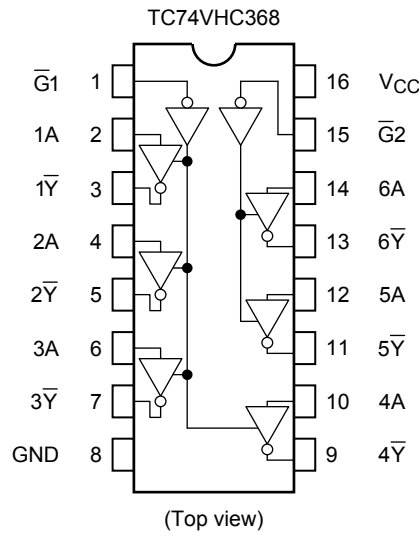 TC74VHC368
G̅1 1 16 VCC
1A 2 15 G̅2
1Y̅ 3 14 6A
2A 4 13 6Y̅
2Y̅ 5 12 5A
3A 6 11 5Y̅
3Y̅ 7 10 4A
GND 8 9 4Y̅
(Top view)